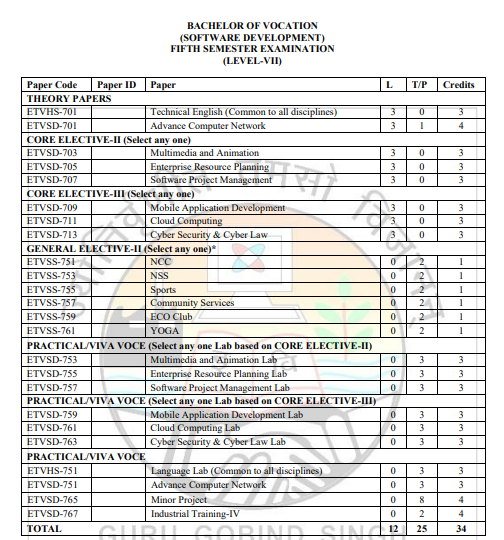 BACHELOR OF VOCATION
(SOFTWARE DEVELOPMENT)
FIFTH SEMESTER EXAMINATION
(LEVEL-VII)
Paper Code Paper ID Paper L T/P Credits
THEORY PAPERS
ETVHS-701 Technical English (Common to all disciplines) 3 0 3
ETVSD-701 Advance Computer Network 3 1 4
CORE ELECTIVE-II (Select any one)
ETVSD-703 Multimedia and Animation 3 0 3
ETVSD-705 Enterprise Resource Planning 3 0 3
ETVSD-707 Software Project Management 3 0 3
CORE ELECTIVE-III (Select any one)
ETVSD-709 Mobile Application Development 3 0 3
ETVSD-711 Cloud Computing 3 0 3
ETVSD-713 Cyber Security & Cyber Law 3 0 3
GENERAL ELECTIVE-II (Select any one)*
ETVSS-751 NCC 0 2 1
ETVSS-753 NSS 0 2 1
ETVSS-755 Sports 0 2 1
ETVSS-757 Community Services 0 2 1
ETVSS-759 ECO Club 0 2 1
ETVSS-761 YOGA 0 2 1
PRACTICAL/VIVA VOCE (Select any one Lab based on CORE ELECTIVE-II)
ETVSD-753 Multimedia and Animation Lab 0 3 3
ETVSD-755 Enterprise Resource Planning Lab 0 3 3
ETVSD-757 Software Project Management Lab 0 3 3
PRACTICAL/VIVA VOCE (Select any one Lab based on CORE ELECTIVE-III)
ETVSD-759 Mobile Application Development Lab 0 3 3
ETVSD-761 Cloud Computing Lab 0 3 3
ETVSD-763 Cyber Security & Cyber Law Lab 0 3 3
PRACTICAL/VIVA VOCE
ETVHS-751 Language Lab (Common to all disciplines) 0 3 3
ETVSD-751 Advance Computer Network 0 3 3
ETVSD-765 Minor Project 0 8 4
ETVSD-767 Industrial Training-IV 0 2 4
TOTAL 12 25 34
GURU GOBIND SINGH